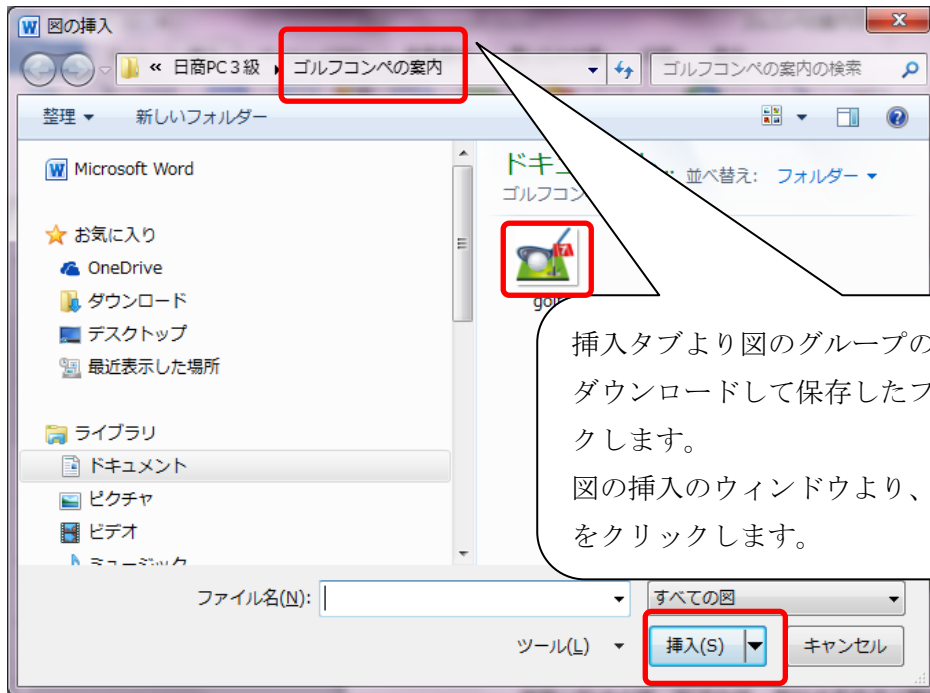 図の挿入
« 日商PC3級 ▸ ゴルフコンペの案内
ゴルフコンペの案内の検索
整理 ▼ 新しいフォルダー
Microsoft Word
お気に入り
OneDrive
ダウンロード
デスクトップ
最近表示した場所
ライブラリ
ドキュメント
ピクチャ
ビデオ
ミュージック
ドキュ
ゴルフコン
並べ替え: フォルダー ▼
挿入タブより図のグループの
ダウンロードして保存したフ
クします。
図の挿入のウィンドウより、
をクリックします。
ファイル名(N):
すべての図
ツール(L) ▼
挿入(S)
キャンセル